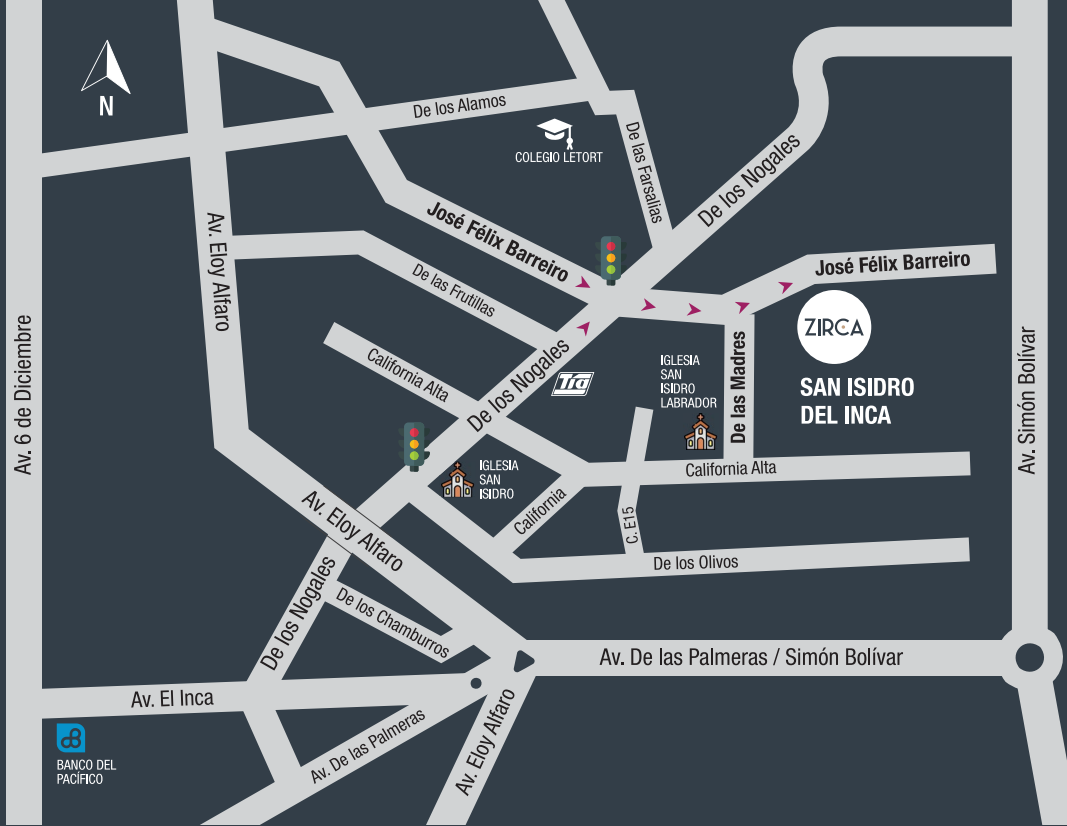 N
De los Alamos
COLEGIO LETORT
De las Farsalias
De los Nogales
José Félix Barreiro
Av. Eloy Alfaro
De las Frutillas
José Félix Barreiro
ZIRCA
SAN ISIDRO
DEL INCA
Av. 6 de Diciembre
Av. Simón Bolívar
California Alta
De los Nogales
Tía
IGLESIA
SAN
ISIDRO
LABRADOR
De las Madres
IGLESIA
SAN
ISIDRO
California
California Alta
C. E15
De los Olivos
Av. Eloy Alfaro
De los Nogales
De los Chamburros
Av. De las Palmeras / Simón Bolívar
Av. El Inca
Av. De las Palmeras
Av. Eloy Alfaro
BANCO DEL
PACÍFICO